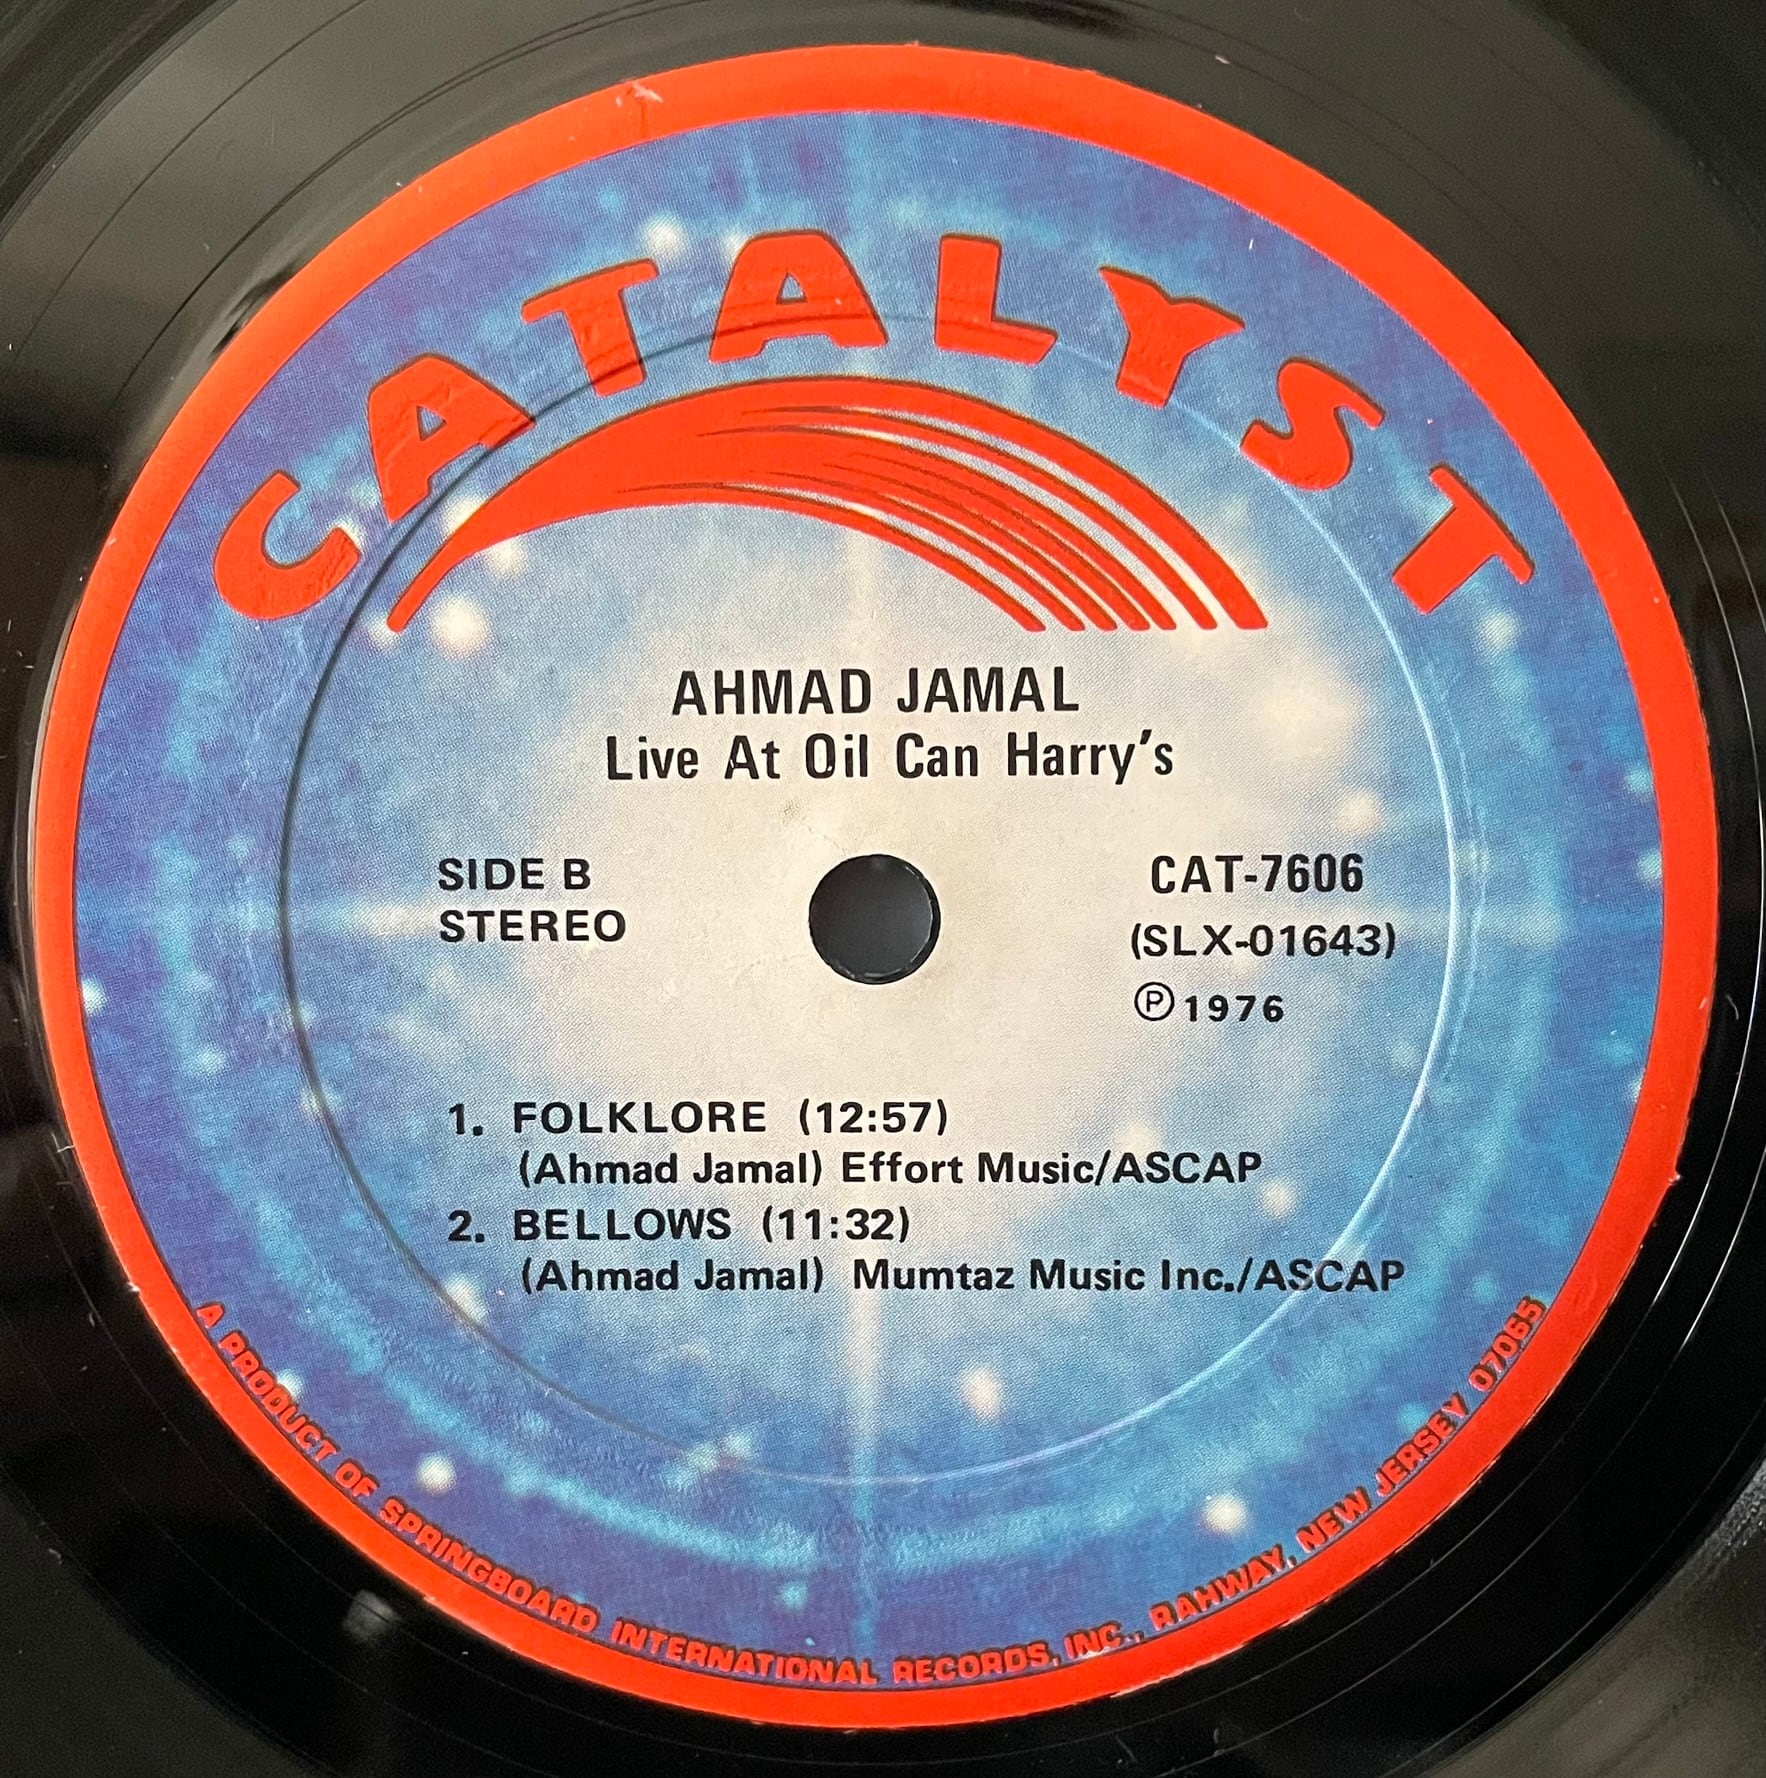 CATALYST
AHMAD JAMAL
Live At Oil Can Harry's
SIDE B
STEREO
CAT-7606
(SLX-01643)
Ⓟ1976
1. FOLKLORE (12:57)
(Ahmad Jamal) Effort Music/ASCAP
2. BELLOWS (11:32)
(Ahmad Jamal) Mumtaz Music Inc./ASCAP
A PRODUCT OF SPRINGBOARD INTERNATIONAL RECORDS, INC., RAHWAY, NEW JERSEY 07065